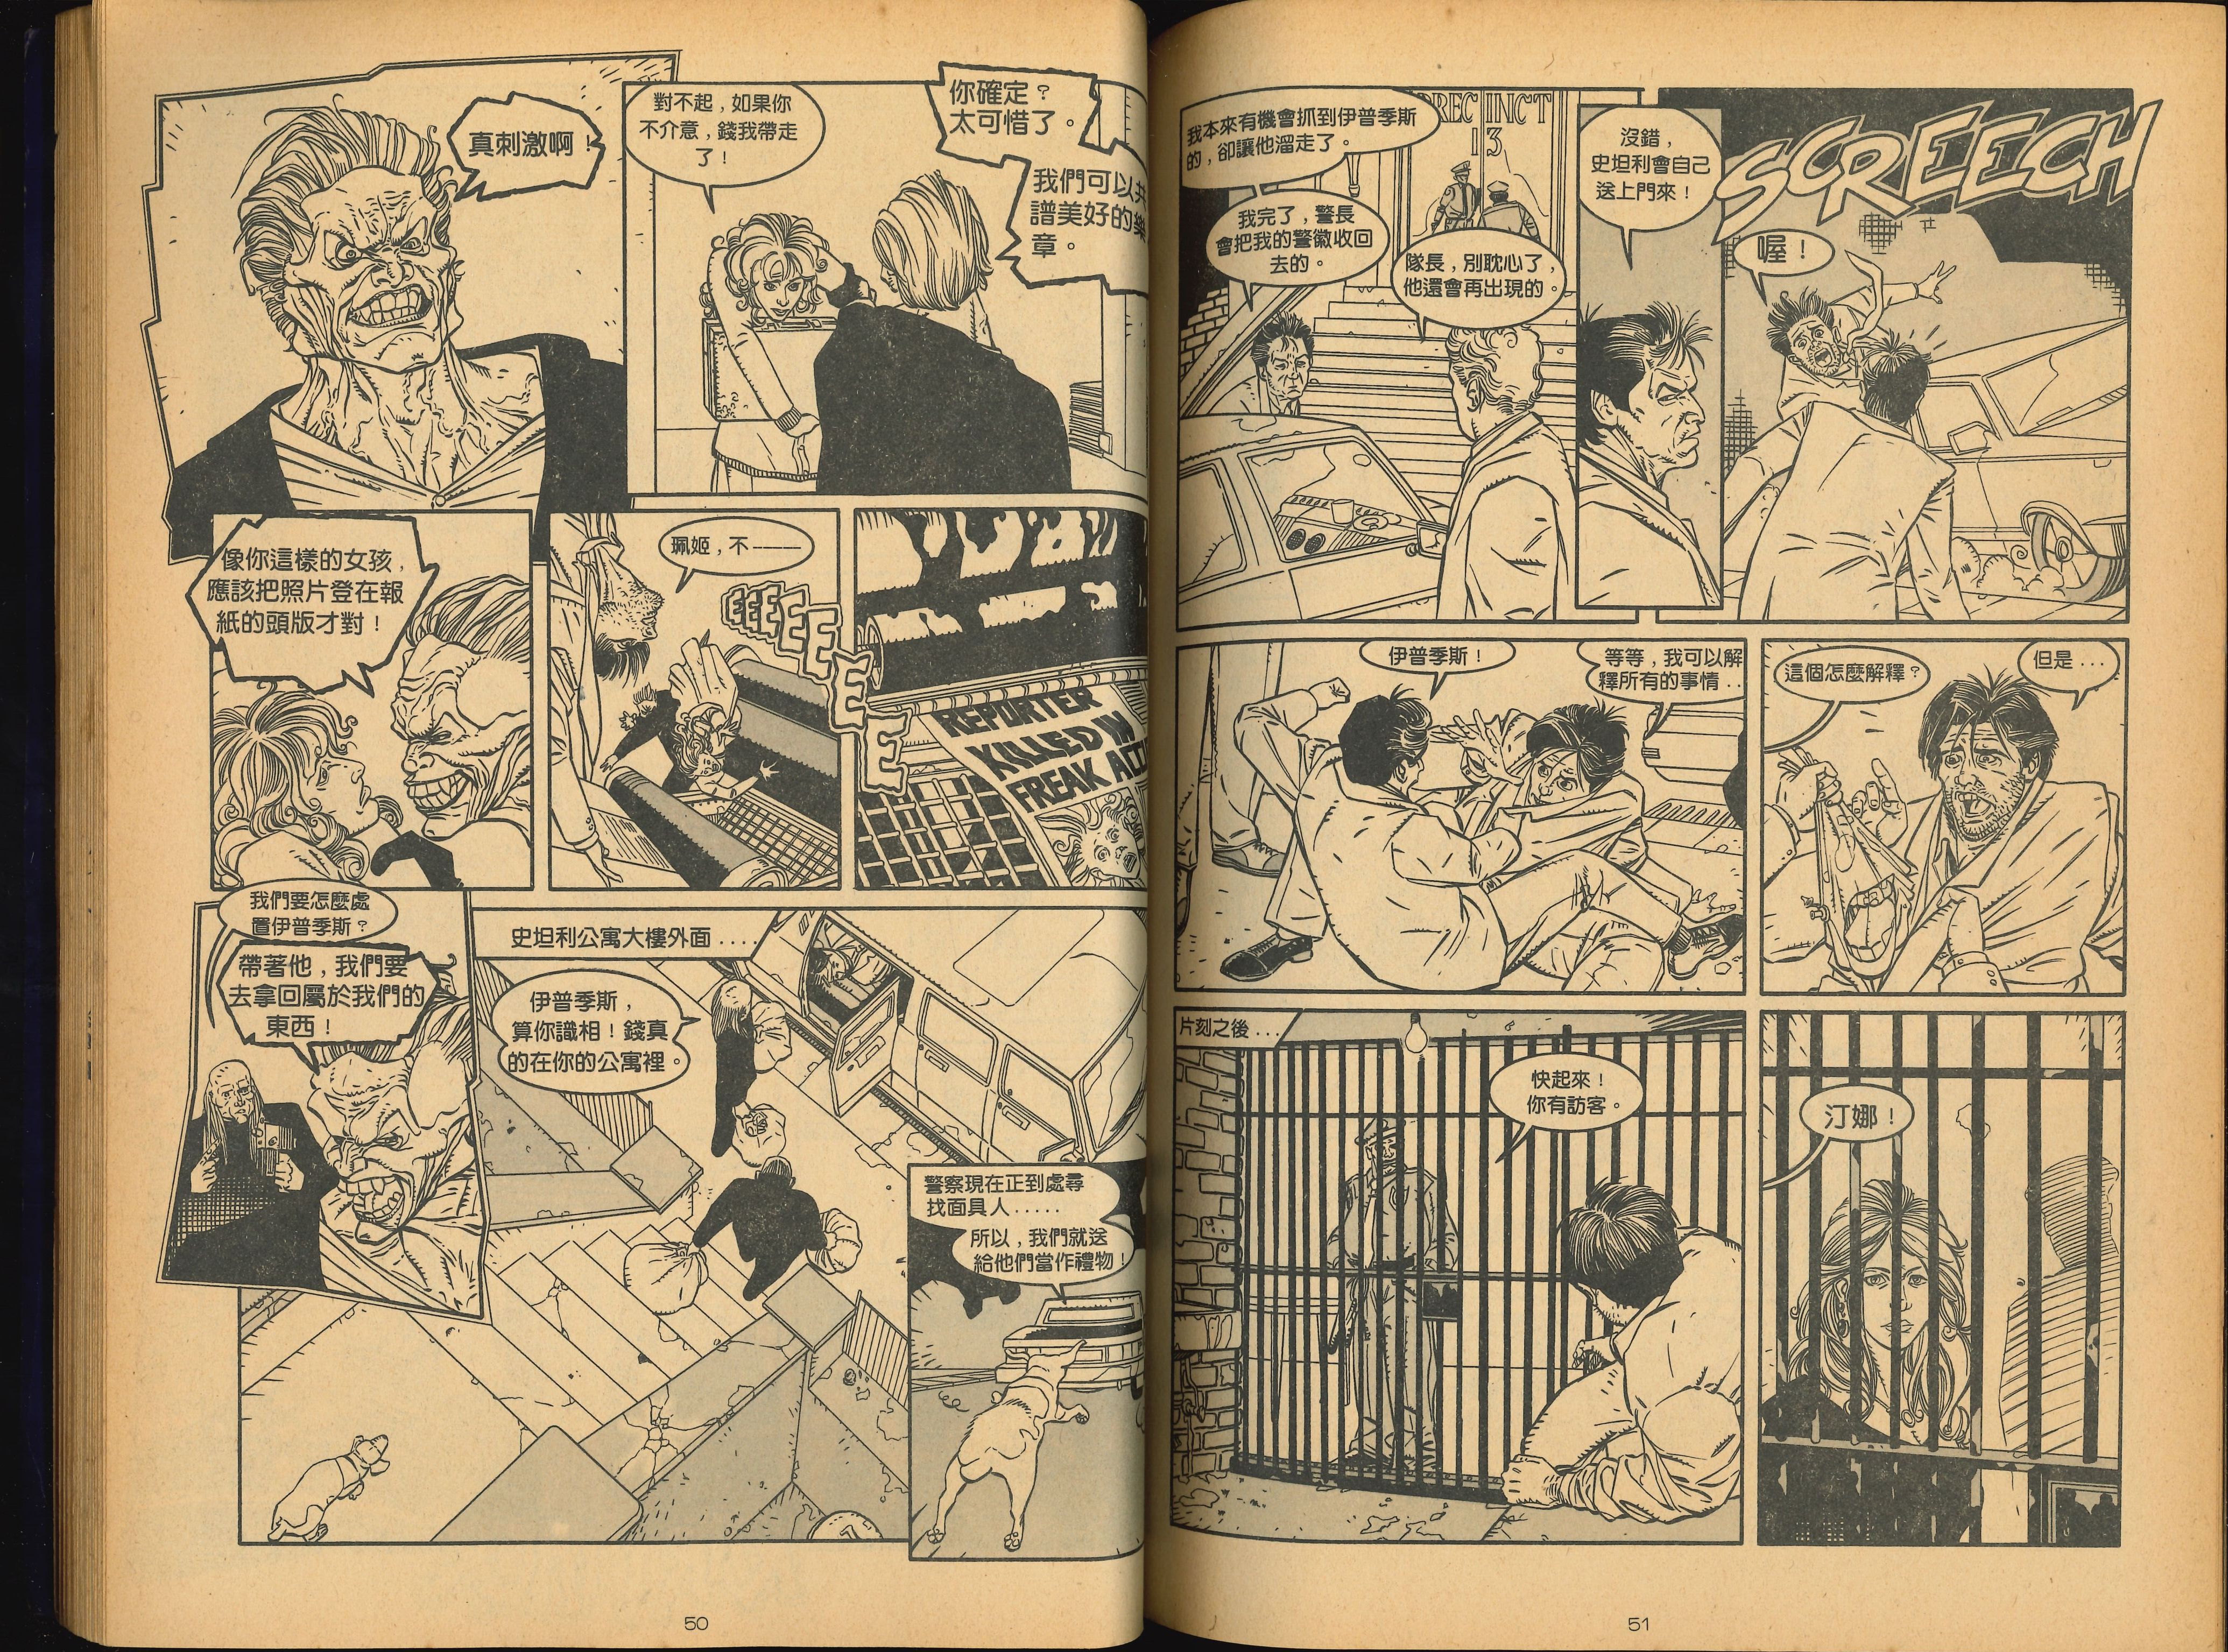 真刺激啊！
對不起，如果你
不介意，錢我帶走
了！
你確定？
太可惜了。
我們可以共
譜美好的樂
章。
像你這樣的女孩，
應該把照片登在報
紙的頭版才對！
珮姬，不————
EEEEEEEEE
REPORTER
KILLED IN
FREAK
我們要怎麼處
置伊普季斯？
帶著他，我們要
去拿回屬於我們的
東西！
史坦利公寓大樓外面....
伊普季斯，
算你識相！錢真
的在你的公寓裡。
警察現在正到處尋
找面具人.....
所以，我們就送
給他們當作禮物！
50
我本來有機會抓到伊普季斯
的，卻讓他溜走了。
PRECINCT
13
我完了，警長
會把我的警徽收回
去的。
隊長，別耽心了，
他還會再出現的。
沒錯，
史坦利會自己
送上門來！
SCREECH
喔！
伊普季斯！
等等，我可以解
釋所有的事情..
這個怎麼解釋？
但是...
片刻之後...
快起來！
你有訪客。
汀娜！
51